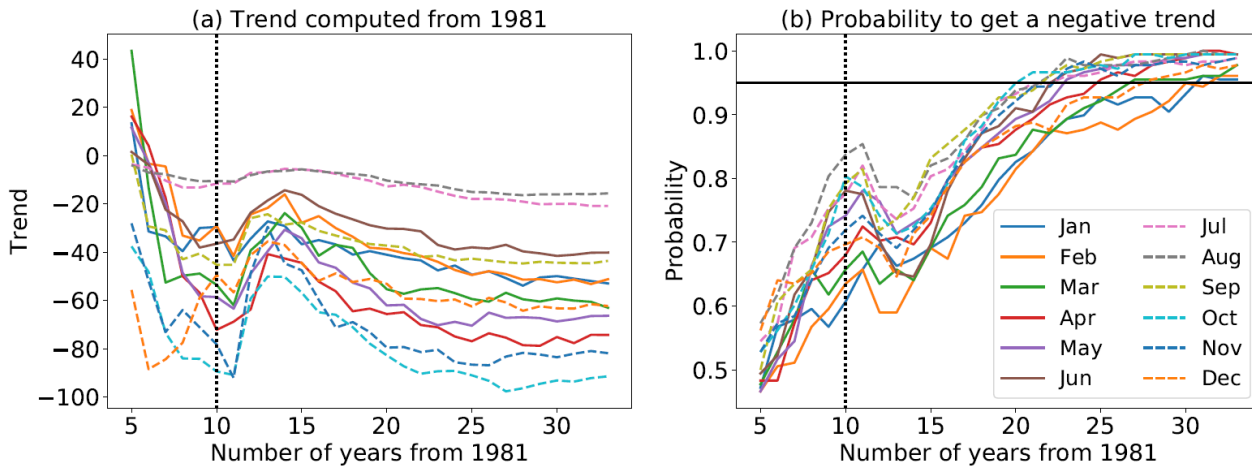 (a) Trend computed from 1981
40
20
0
−20
−40
−60
−80
−100
Trend
5 10 15 20 25 30
Number of years from 1981
(b) Probability to get a negative trend
1.0
0.9
0.8
0.7
0.6
0.5
Probability
Jan
Feb
Mar
Apr
May
Jun
Jul
Aug
Sep
Oct
Nov
Dec
5 10 15 20 25 30
Number of years from 1981